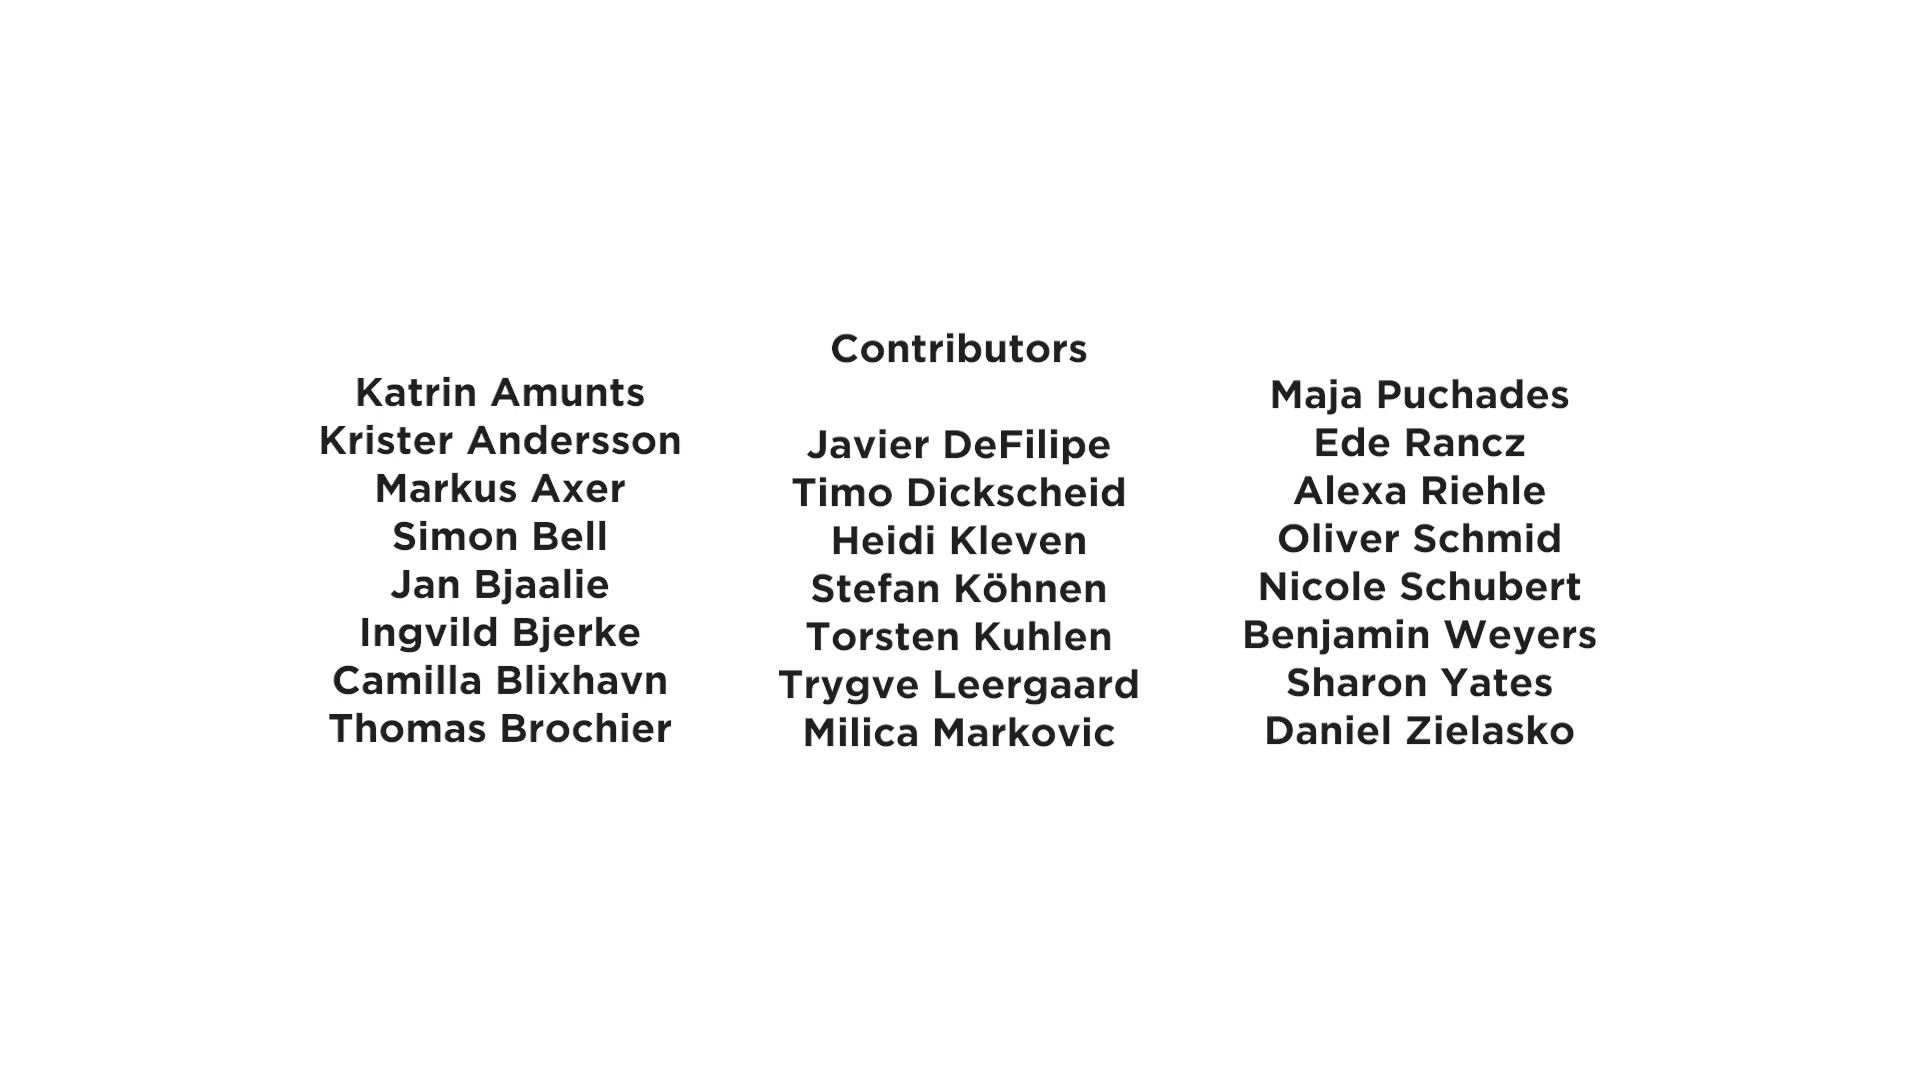 Contributors
Katrin Amunts
Krister Andersson
Markus Axer
Simon Bell
Jan Bjaalie
Ingvild Bjerke
Camilla Blixhavn
Thomas Brochier
Javier DeFilipe
Timo Dickscheid
Heidi Kleven
Stefan Köhnen
Torsten Kuhlen
Trygve Leergaard
Milica Markovic
Maja Puchades
Ede Rancz
Alexa Riehle
Oliver Schmid
Nicole Schubert
Benjamin Weyers
Sharon Yates
Daniel Zielasko